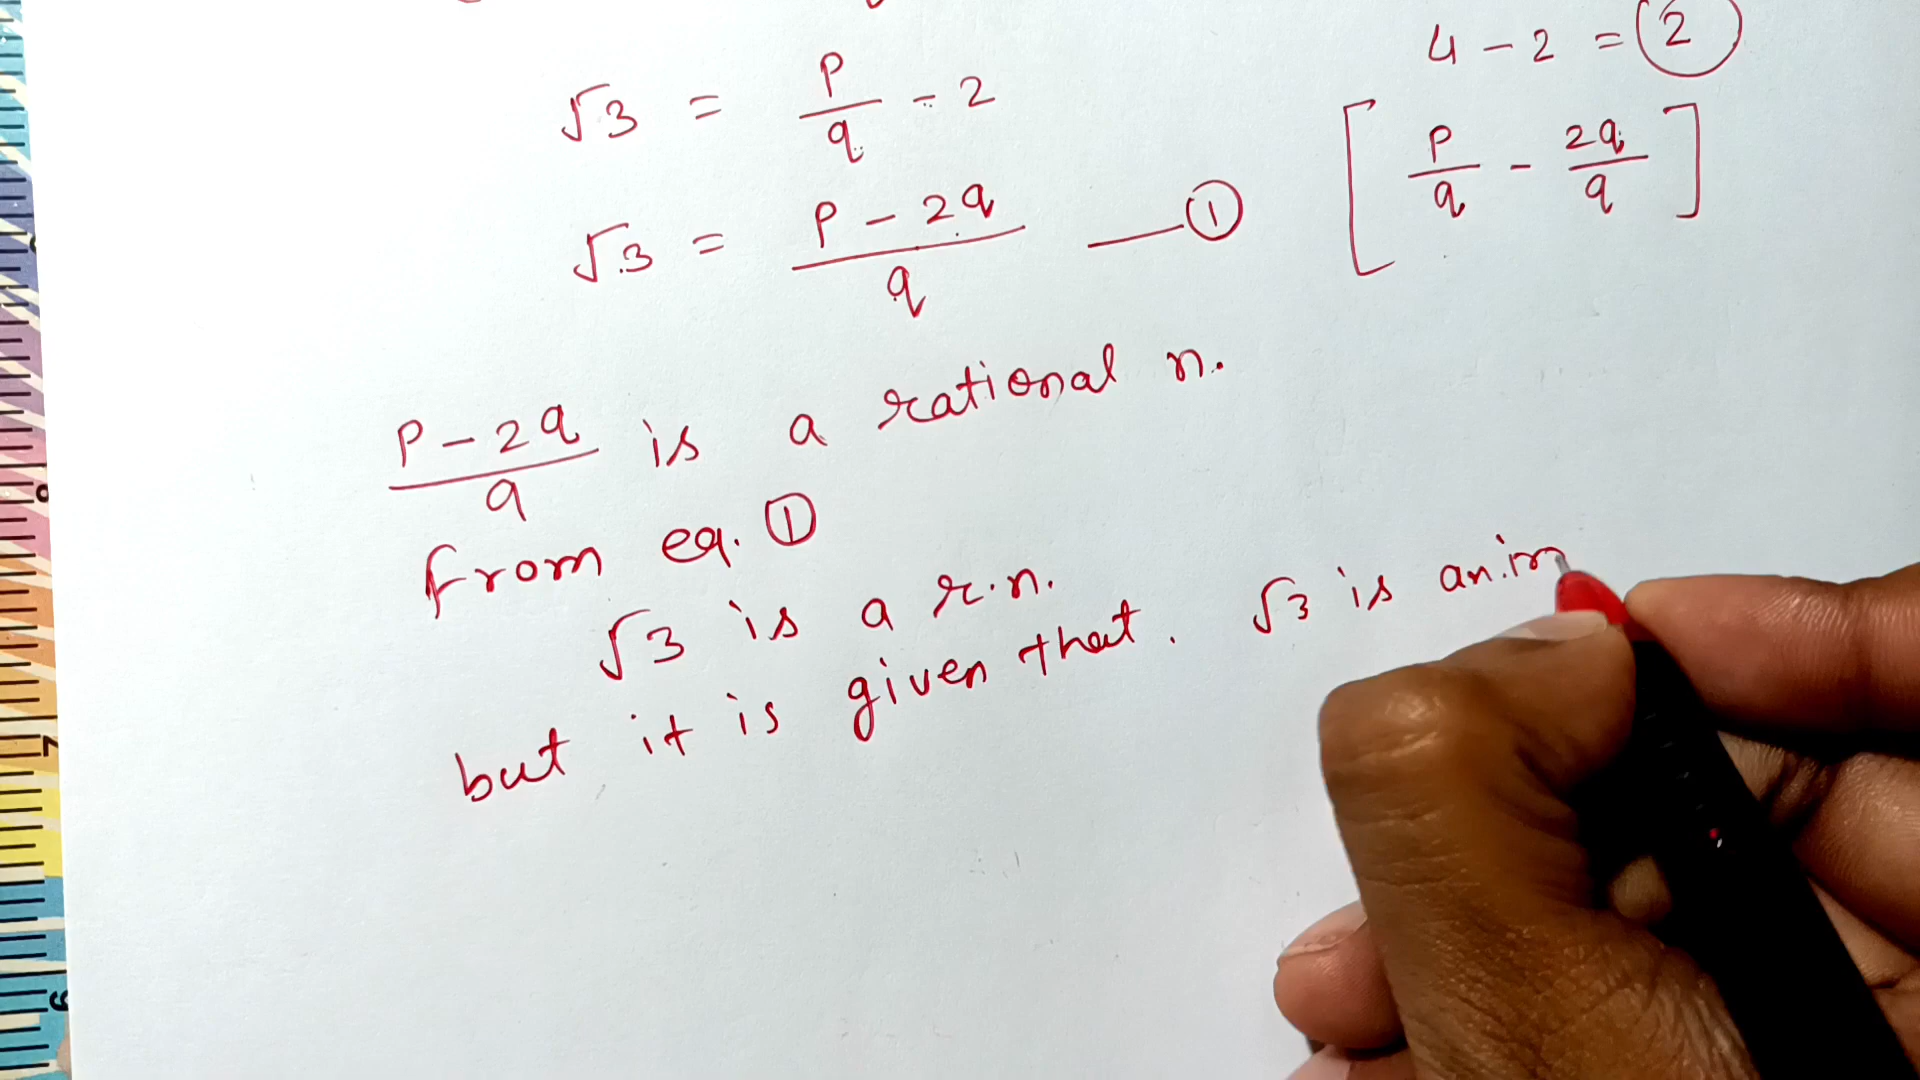 4 - 2 = 2
√3 = p/q - 2
[p/q - 2q/q]
√3 = p - 2q/q —①
p - 2q/q is a rational n.
from eq. ①
√3 is a r.n.
but it is given that. √3 is an irr